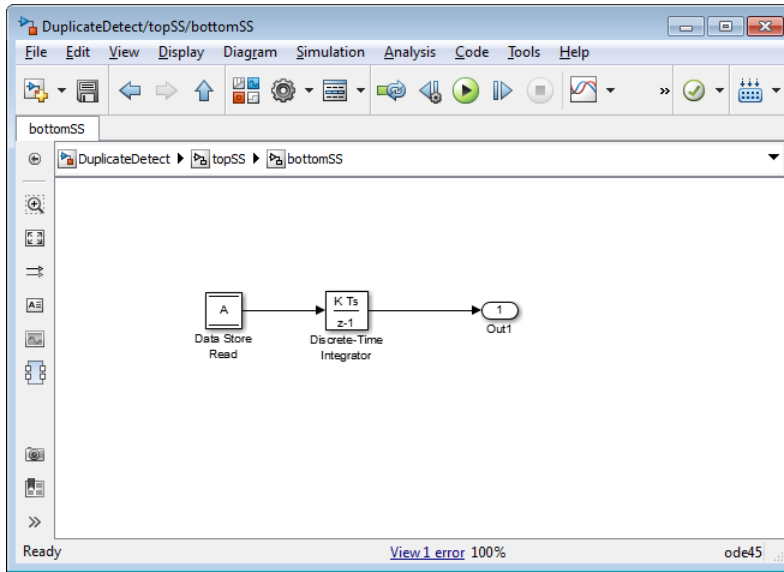 DuplicateDetect/topSS/bottomSS
File Edit View Display Diagram Simulation Analysis Code Tools Help
»
bottomSS
DuplicateDetect topSS bottomSS
A
K Ts
z-1
1
Data Store
Read
Discrete-Time
Integrator
Out1
A
»
Ready View 1 error 100% ode45